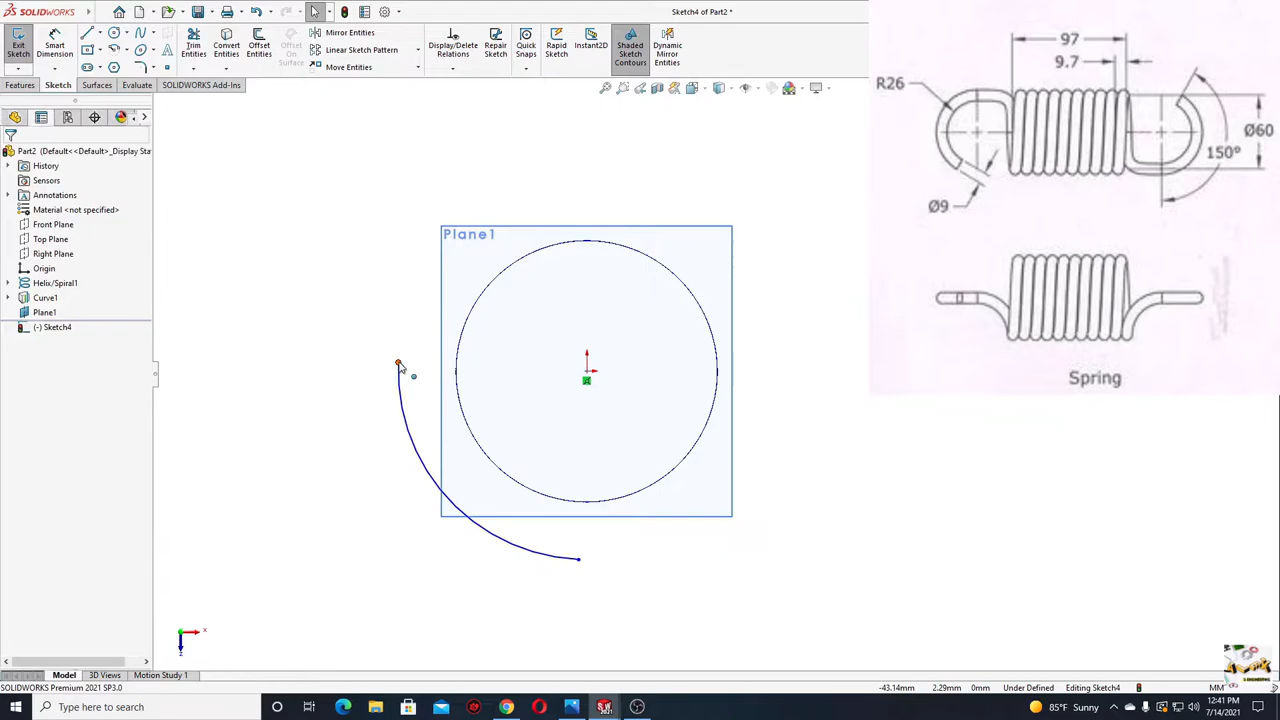 SOLIDWORKS
Sketch4 of Part2 *
Exit Sketch
Smart Dimension
Trim Entities
Convert Entities
Offset Entities
Offset On Surface
Mirror Entities
Linear Sketch Pattern
Move Entities
Display/Delete Relations
Repair Sketch
Quick Snaps
Rapid Sketch
Instant2D
Shaded Sketch Contours
Dynamic Mirror Entities
Features
Sketch
Surfaces
Evaluate
SOLIDWORKS Add-Ins
Part2 (Default<<Default>_Display Sta
History
Sensors
Annotations
Material <not specified>
Front Plane
Top Plane
Right Plane
Origin
Helix/Spiral1
Curve1
Plane1
(-) Sketch4
Plane1
97
9.7
R26
Ø60
150°
Ø9
Spring
x
z
Model
3D Views
Motion Study 1
SOLIDWORKS Premium 2021 SP3.0
-43.14mm
2.29mm
0mm
Under Defined
Editing Sketch4
Type here to search
85°F Sunny
12:41 PM
7/14/2021